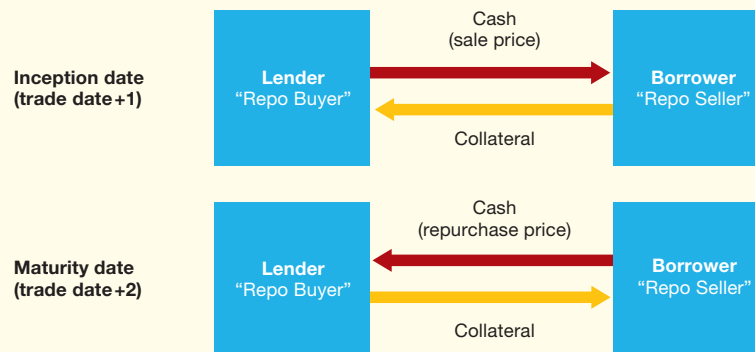 Cash
(sale price)
Inception date
(trade date+1)
Lender
“Repo Buyer”
Borrower
“Repo Seller”
Collateral
Cash
(repurchase price)
Maturity date
(trade date+2)
Lender
“Repo Buyer”
Borrower
“Repo Seller”
Collateral